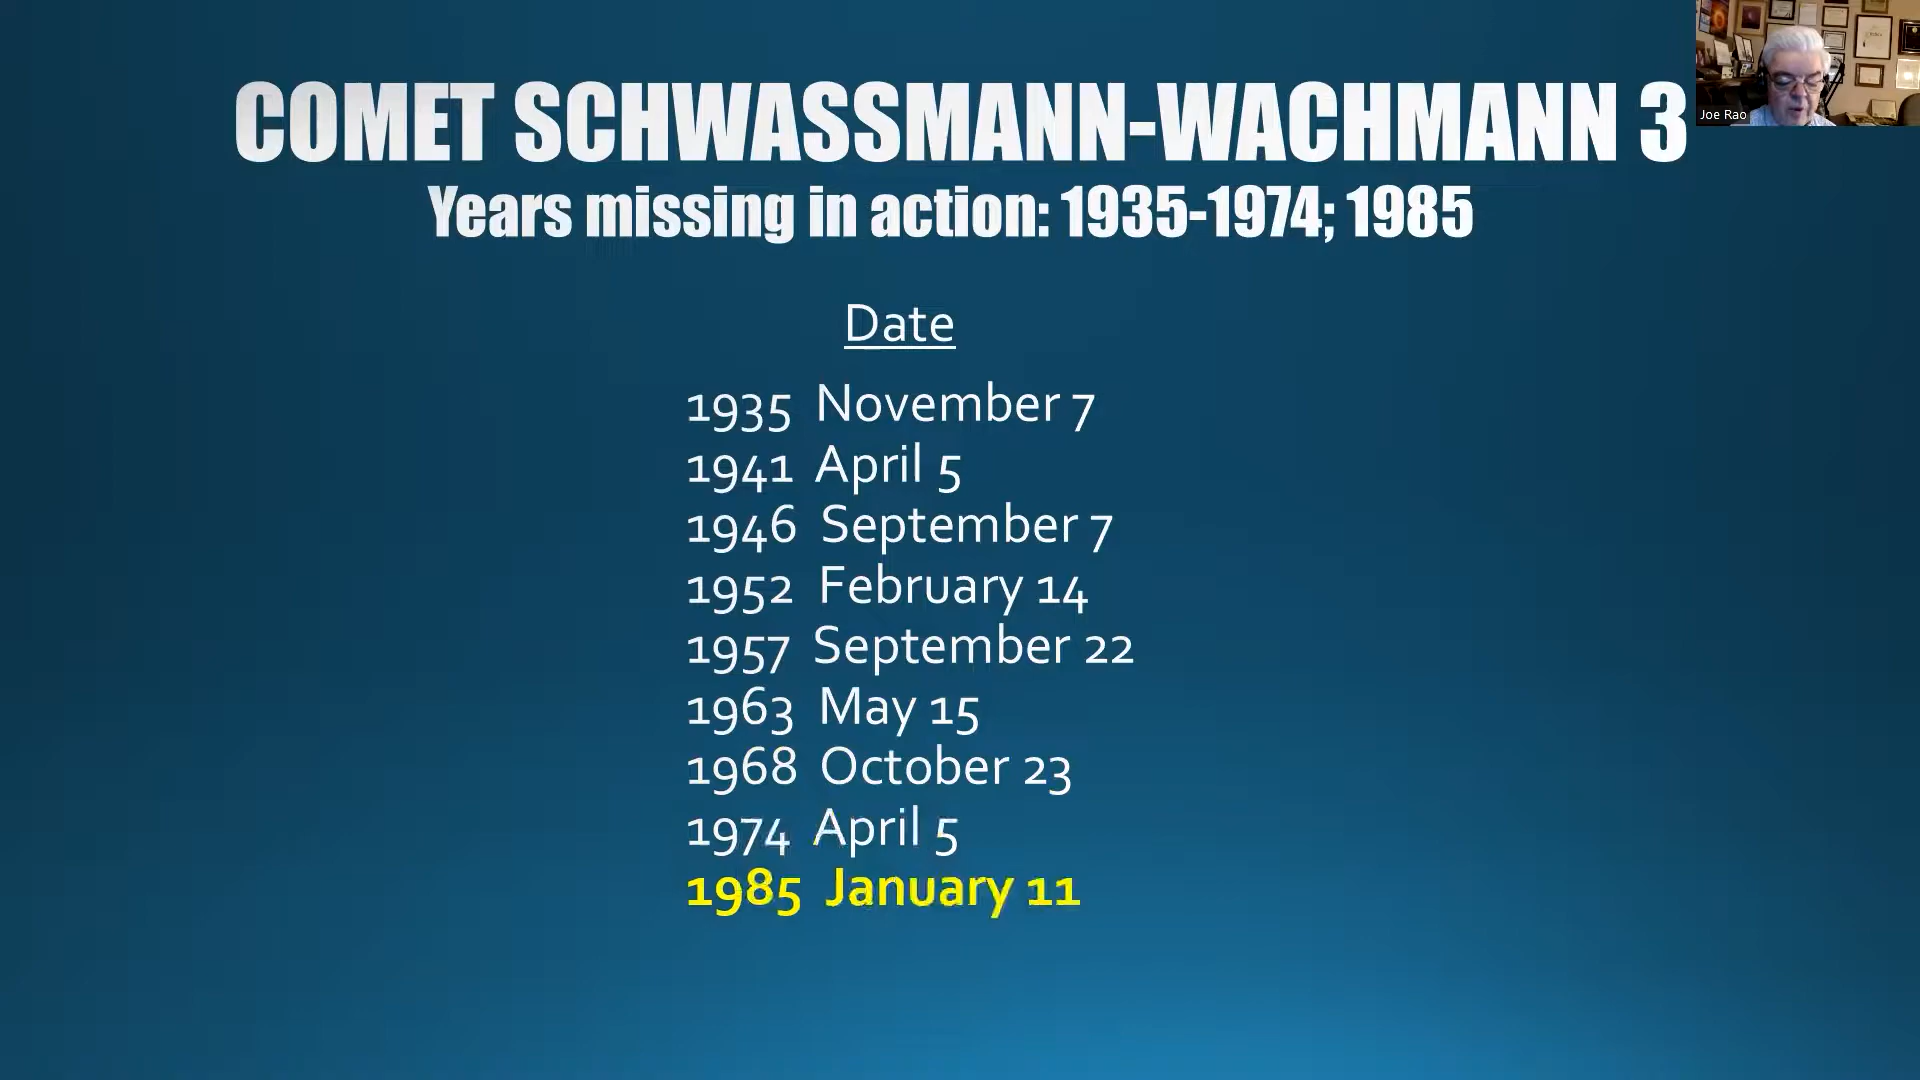 COMET SCHWASSMANN-WACHMANN 3
Years missing in action: 1935-1974; 1985
Joe Rao
Date
1935 November 7
1941 April 5
1946 September 7
1952 February 14
1957 September 22
1963 May 15
1968 October 23
1974 April 5
1985 January 11